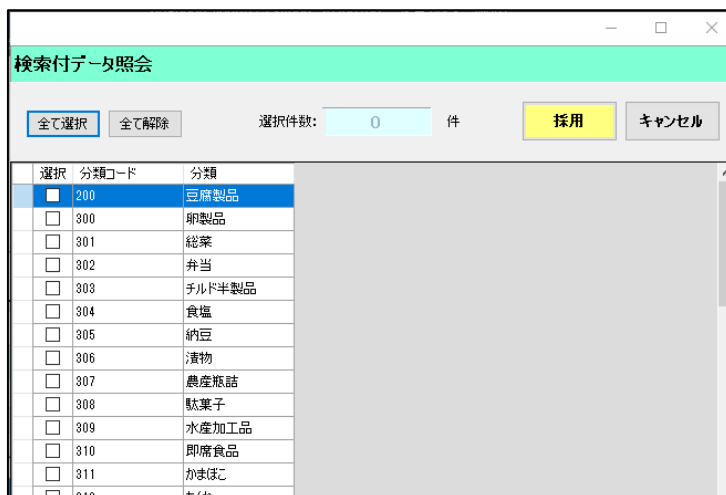 検索付データ照会
全て選択 全て解除 選択件数: 0 件 採用 キャンセル
選択 分類コード 分類
200 豆腐製品
300 卵製品
301 総菜
302 弁当
303 チルド半製品
304 食塩
305 納豆
306 漬物
307 農産瓶詰
308 駄菓子
309 水産加工品
310 即席食品
311 かまぼこ